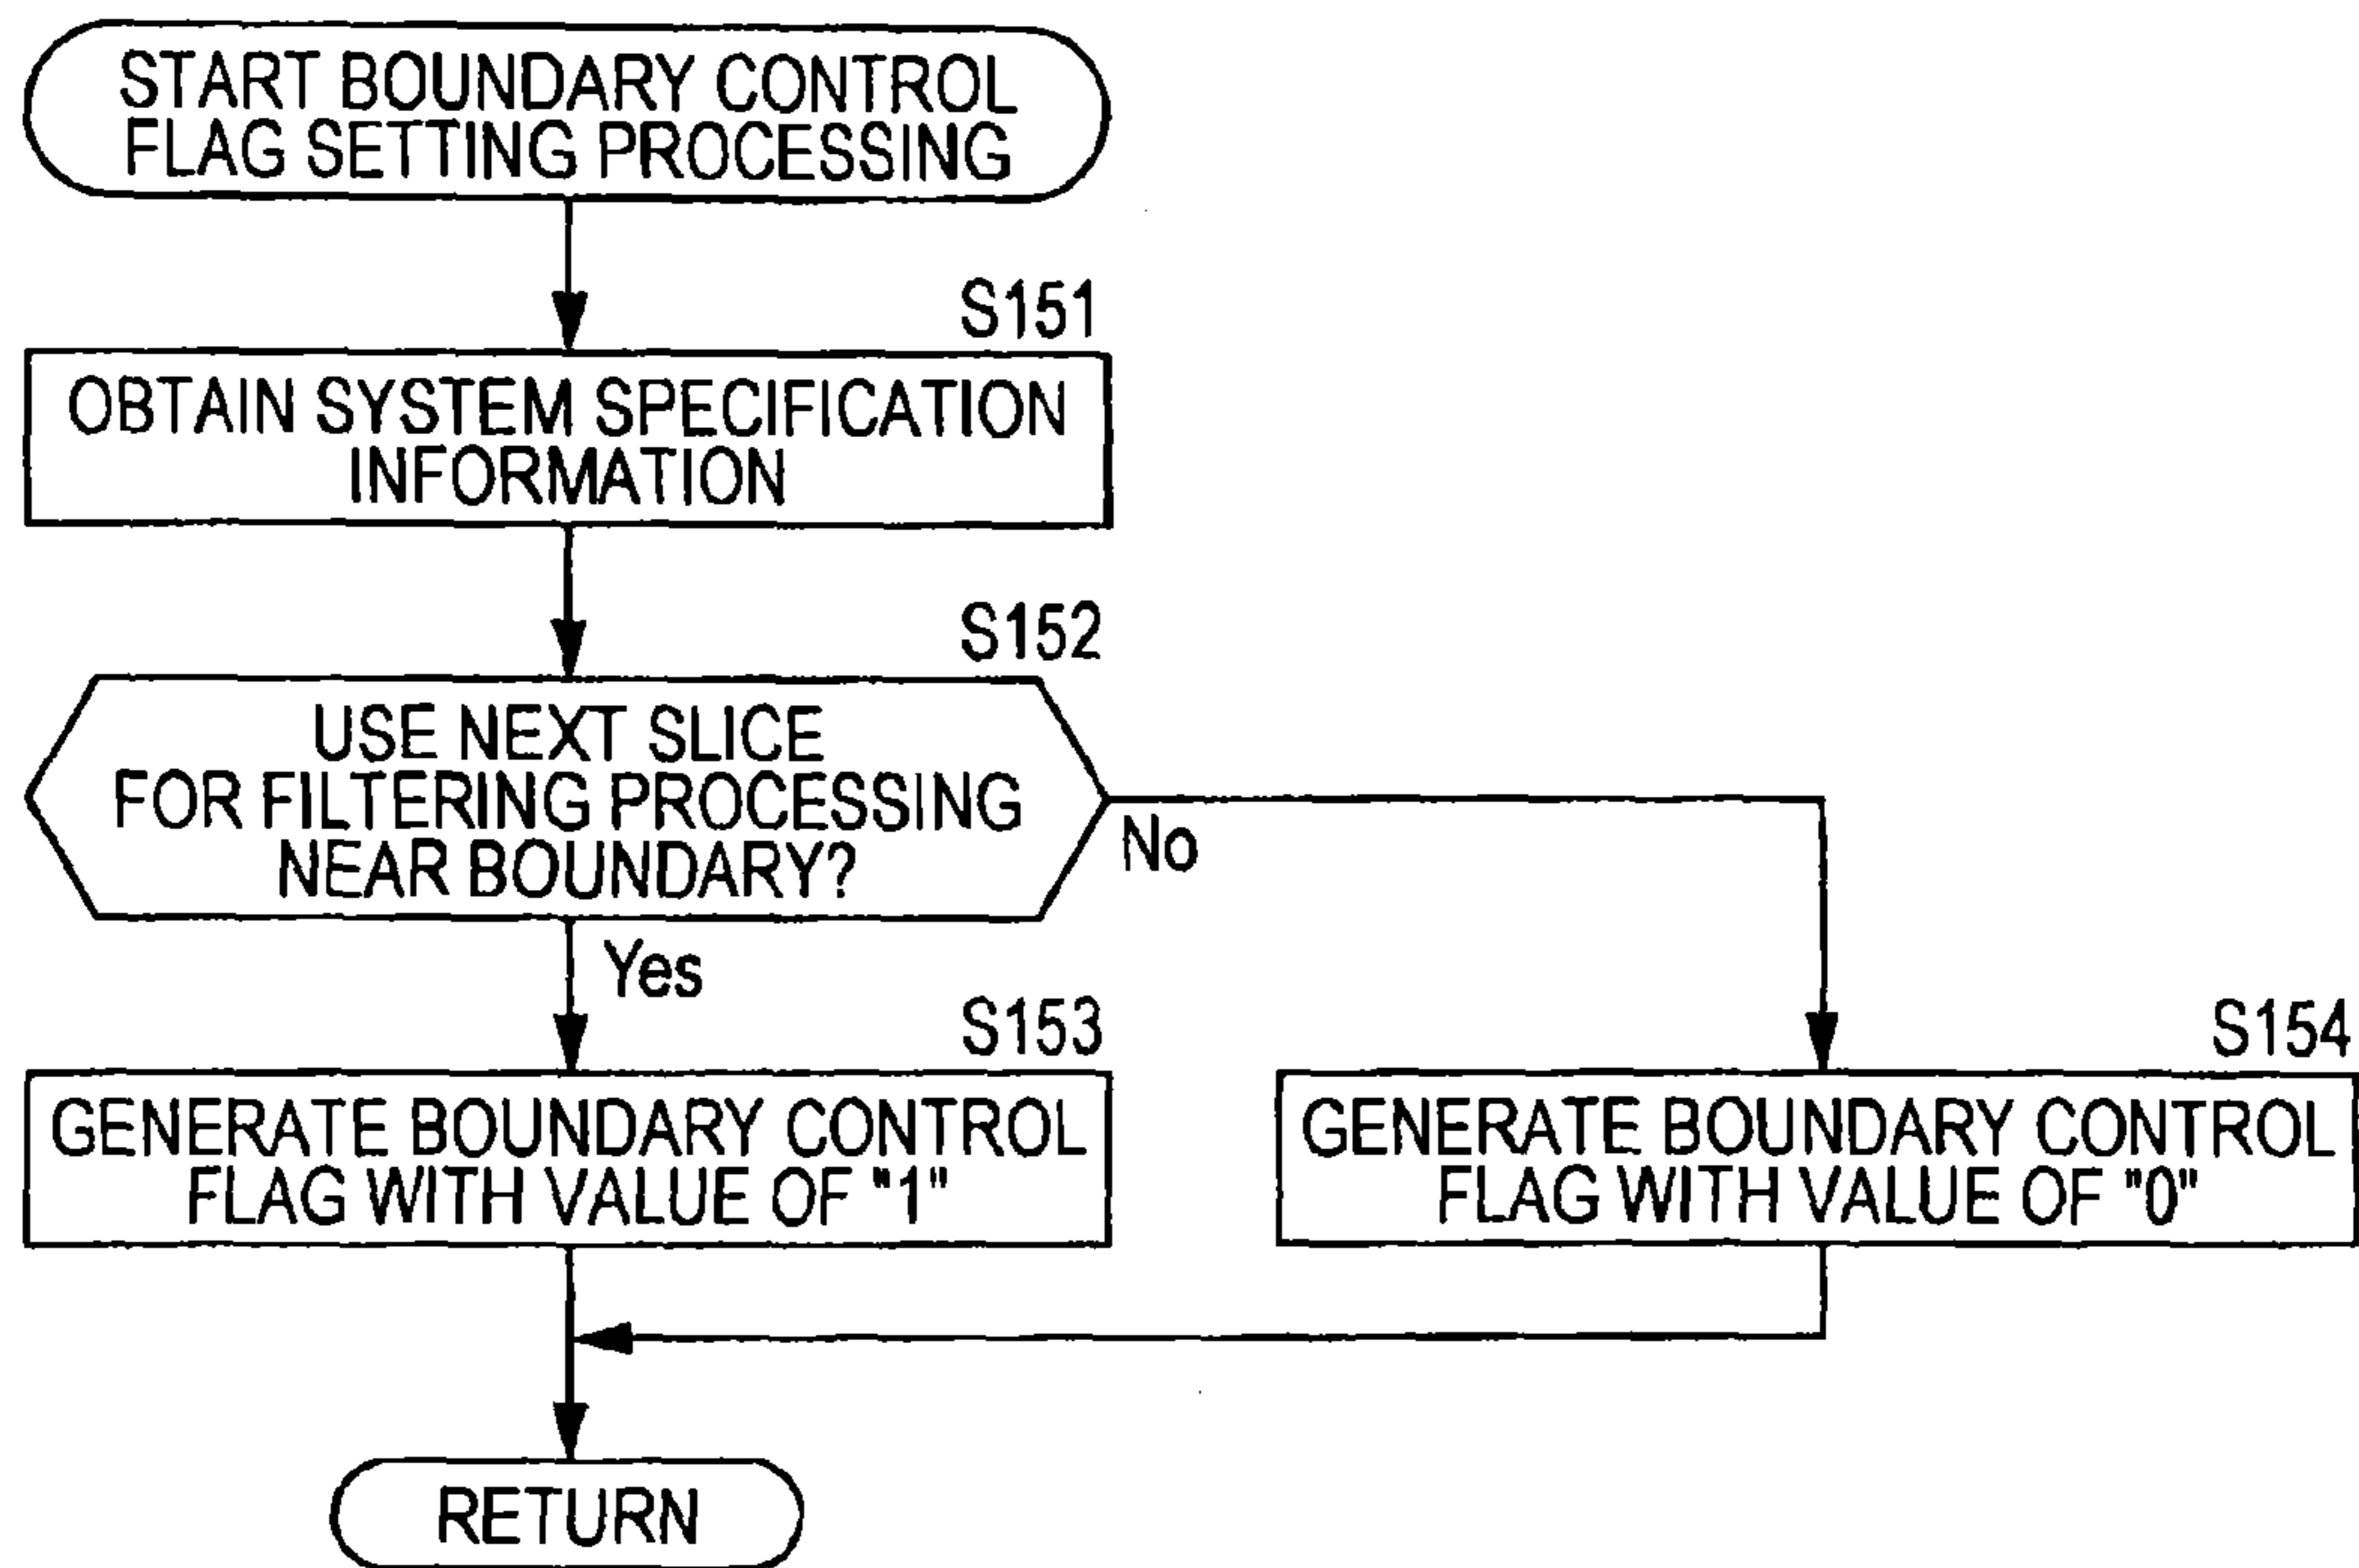 START BOUNDARY CONTROL
FLAG SETTING PROCESSING
S151
OBTAIN SYSTEM SPECIFICATION
INFORMATION
S152
USE NEXT SLICE
FOR FILTERING PROCESSING
NEAR BOUNDARY?
No
Yes
S153
GENERATE BOUNDARY CONTROL
FLAG WITH VALUE OF "1"
S154
GENERATE BOUNDARY CONTROL
FLAG WITH VALUE OF "0"
RETURN